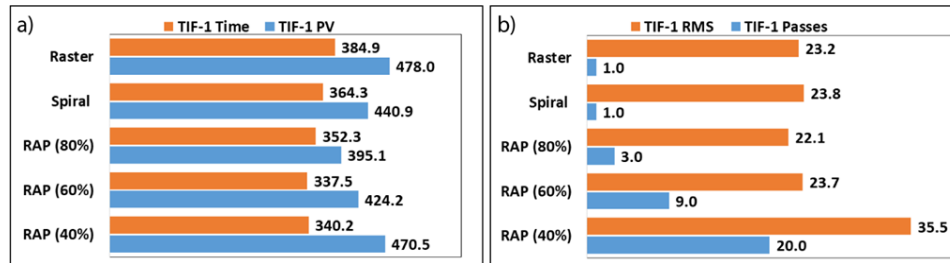 a)
TIF-1 Time TIF-1 PV
Raster 384.9
478.0
Spiral 364.3
440.9
RAP (80%) 352.3
395.1
RAP (60%) 337.5
424.2
RAP (40%) 340.2
470.5
b)
TIF-1 RMS TIF-1 Passes
Raster 23.2
1.0
Spiral 23.8
1.0
RAP (80%) 22.1
3.0
RAP (60%) 23.7
9.0
RAP (40%) 35.5
20.0